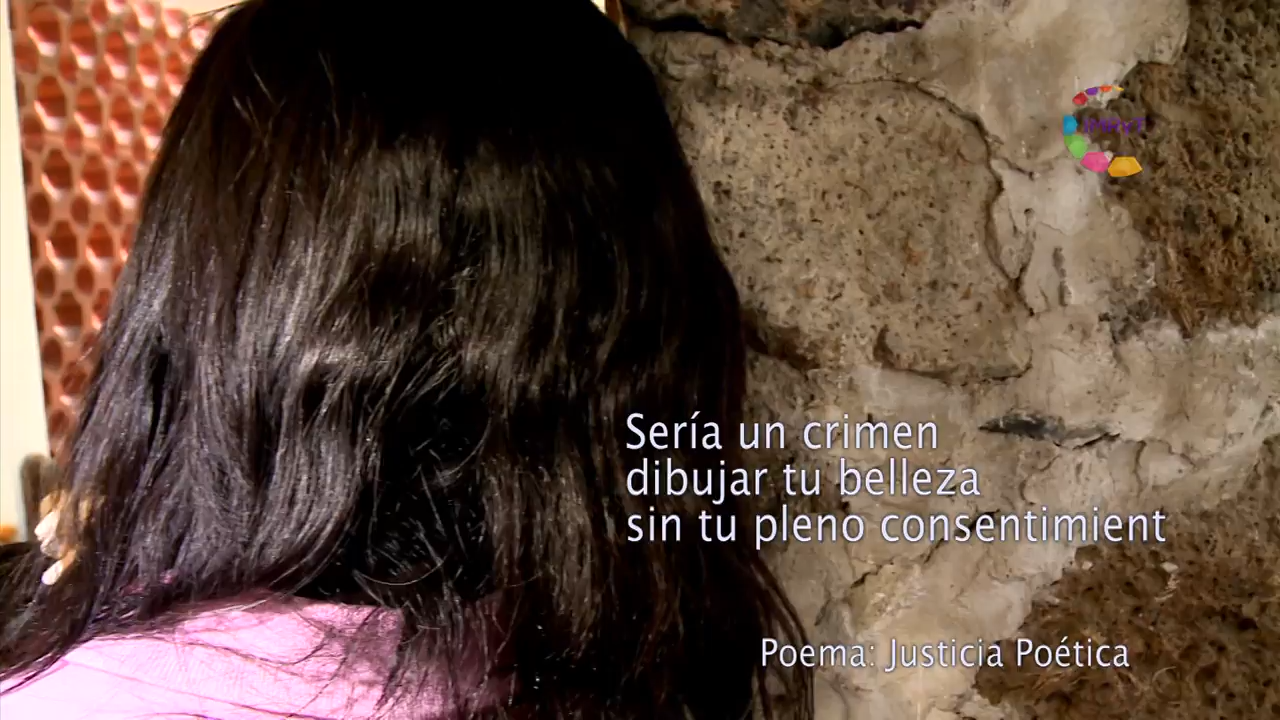 Sería un crimen
dibujar tu belleza
sin tu pleno consentimient
Poema: Justicia Poética